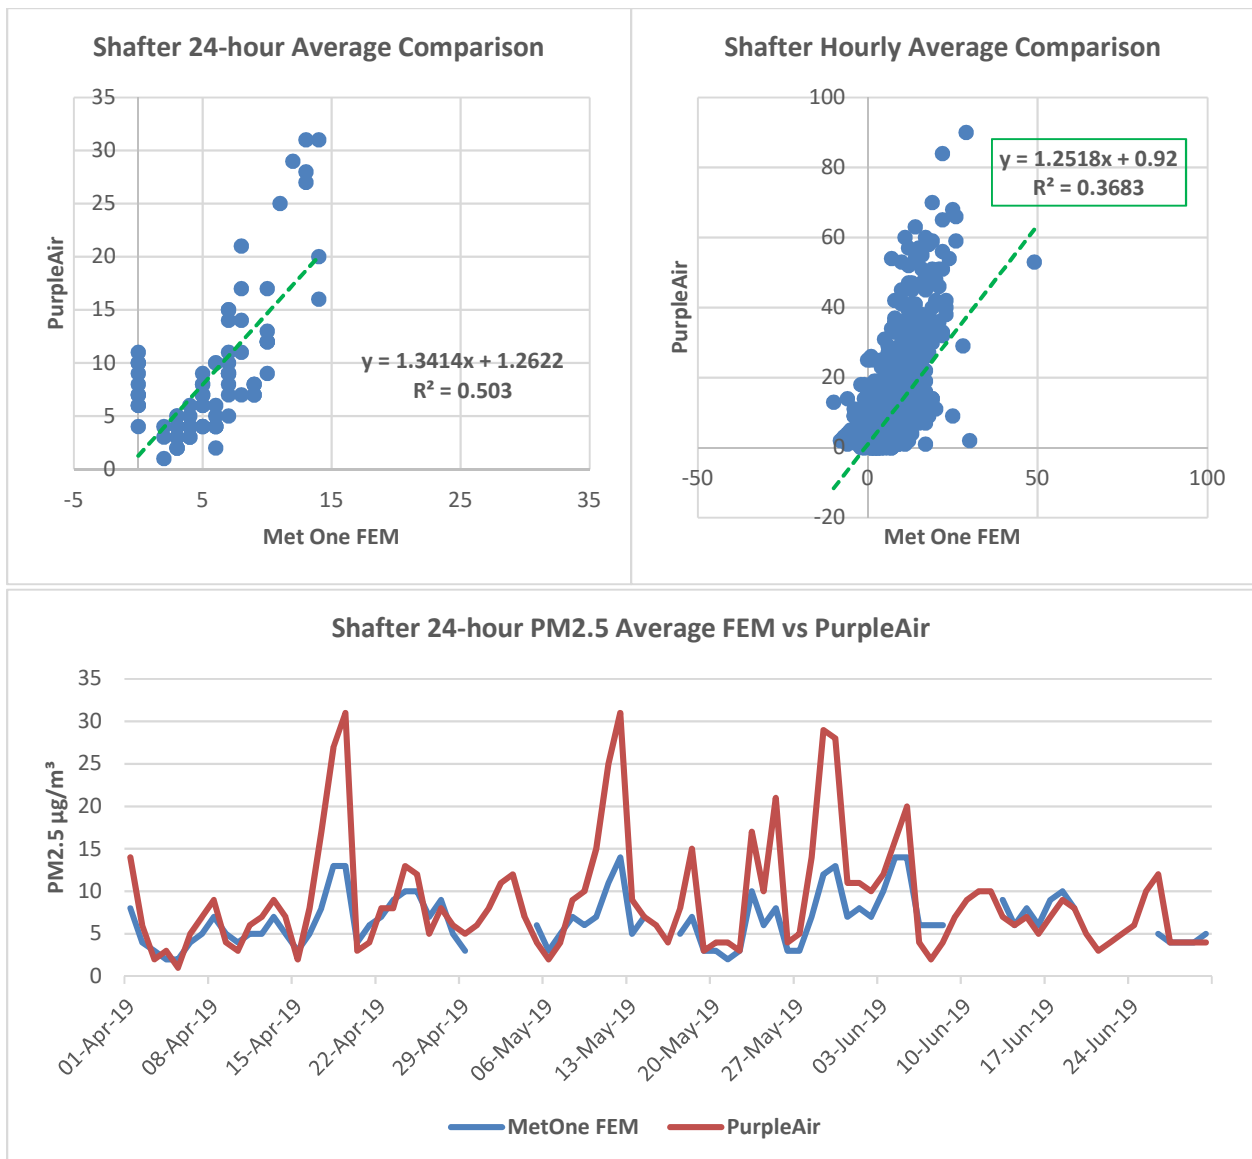 Shafter 24-hour Average Comparison
35
30
25
20
15
10
5
0
-5
5
15
25
35
PurpleAir
Met One FEM
y = 1.3414x + 1.2622
R² = 0.503
Shafter Hourly Average Comparison
100
80
60
40
20
0
-20
-50
0
50
100
PurpleAir
Met One FEM
y = 1.2518x + 0.92
R² = 0.3683
Shafter 24-hour PM2.5 Average FEM vs PurpleAir
35
30
25
20
15
10
5
0
PM2.5 µg/m³
01-Apr-19
08-Apr-19
15-Apr-19
22-Apr-19
29-Apr-19
06-May-19
13-May-19
20-May-19
27-May-19
03-Jun-19
10-Jun-19
17-Jun-19
24-Jun-19
MetOne FEM
PurpleAir